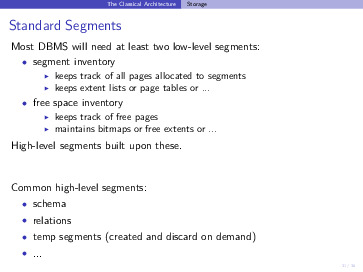 The Classical Architecture Storage
Standard Segments
Most DBMS will need at least two low-level segments:
• segment inventory
▶ keeps track of all pages allocated to segments
▶ keeps extent lists or page tables or ...
• free space inventory
▶ keeps track of free pages
▶ maintains bitmaps or free extents or ...
High-level segments built upon these.
Common high-level segments:
• schema
• relations
• temp segments (created and discard on demand)
• ...